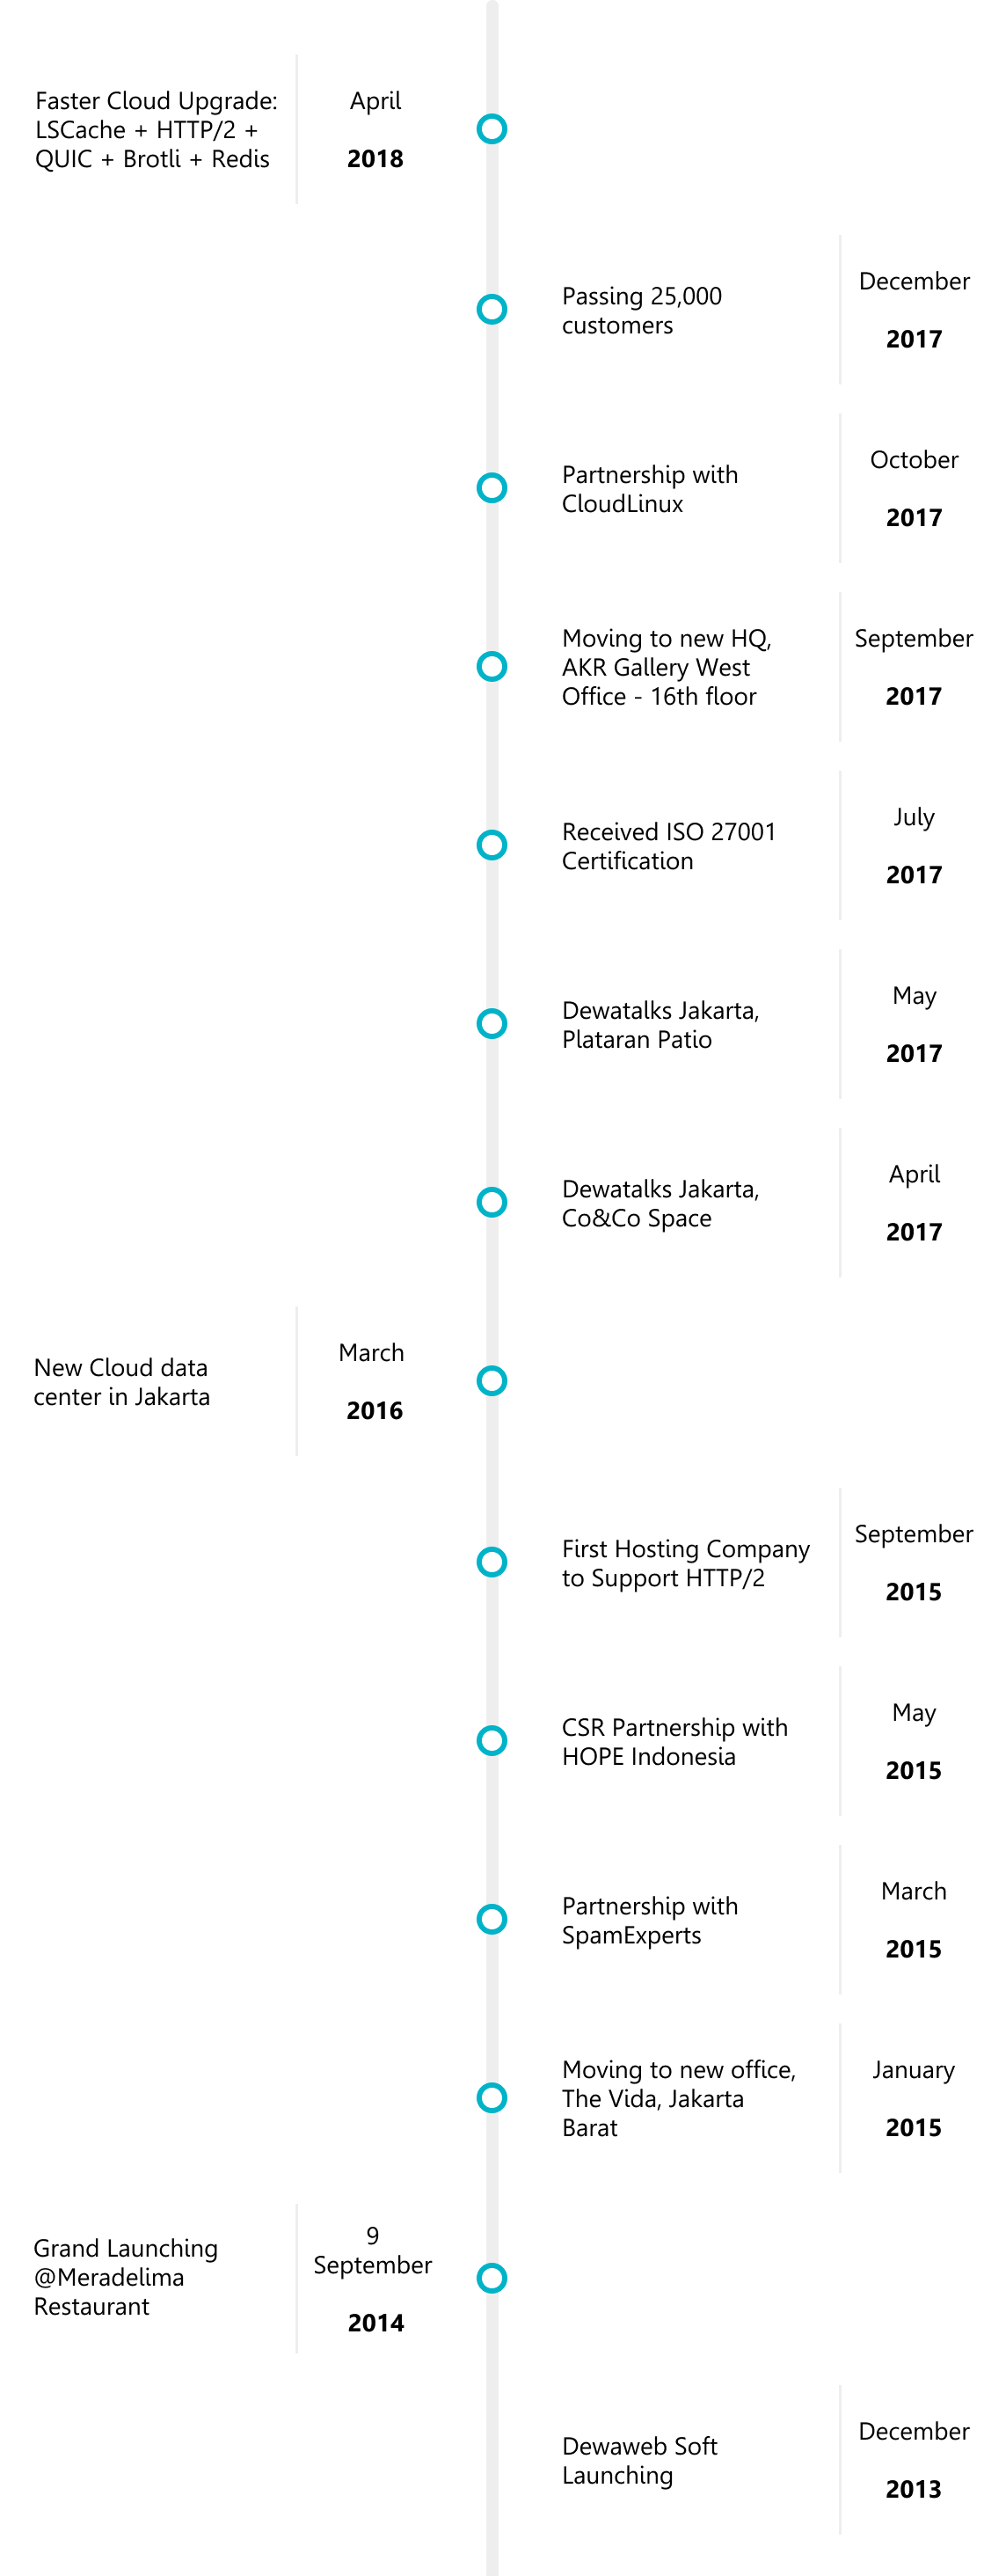 Faster Cloud Upgrade:
LSCache + HTTP/2 +
QUIC + Brotli + Redis
April
2018
Passing 25,000
customers
December
2017
Partnership with
CloudLinux
October
2017
Moving to new HQ,
AKR Gallery West
Office - 16th floor
September
2017
Received ISO 27001
Certification
July
2017
Dewatalks Jakarta,
Plataran Patio
May
2017
Dewatalks Jakarta,
Co&Co Space
April
2017
New Cloud data
center in Jakarta
March
2016
First Hosting Company
to Support HTTP/2
September
2015
CSR Partnership with
HOPE Indonesia
May
2015
Partnership with
SpamExperts
March
2015
Moving to new office,
The Vida, Jakarta
Barat
January
2015
Grand Launching
@Meradelima
Restaurant
9
September
2014
Dewaweb Soft
Launching
December
2013